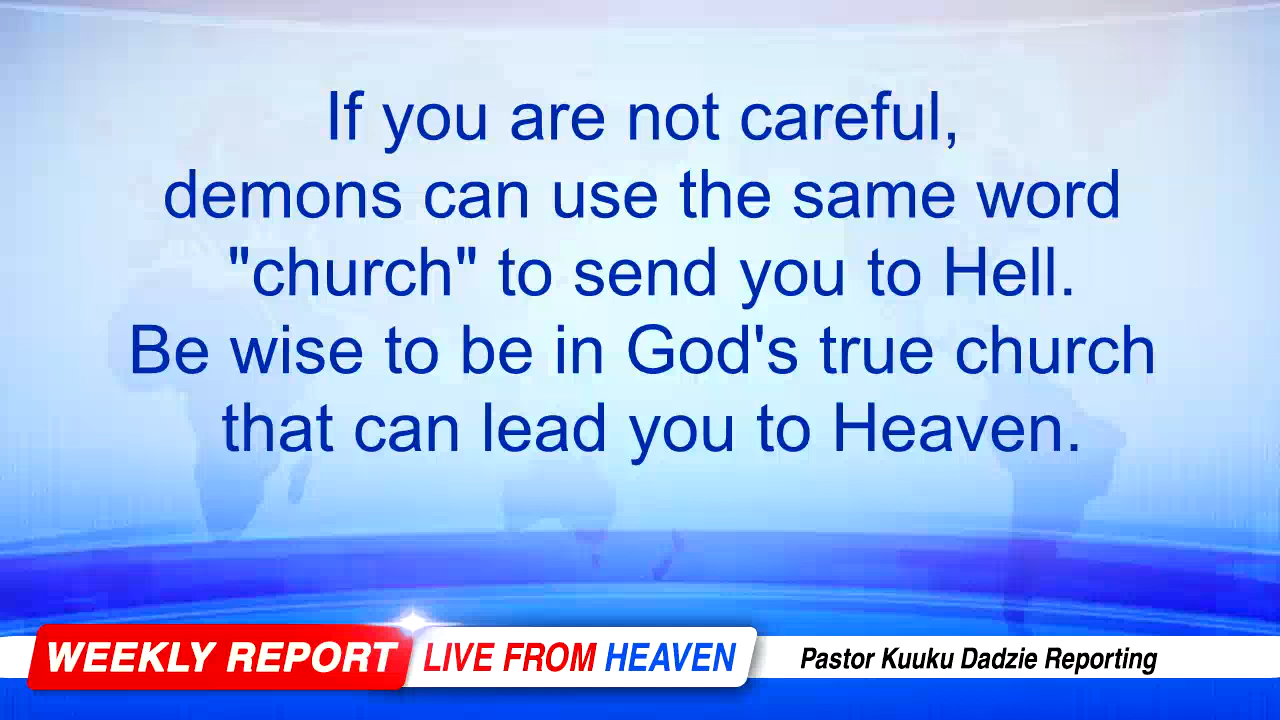 If you are not careful,
demons can use the same word
"church" to send you to Hell.
Be wise to be in God's true church
that can lead you to Heaven.
WEEKLY REPORT LIVE FROM HEAVEN Pastor Kuuku Dadzie Reporting